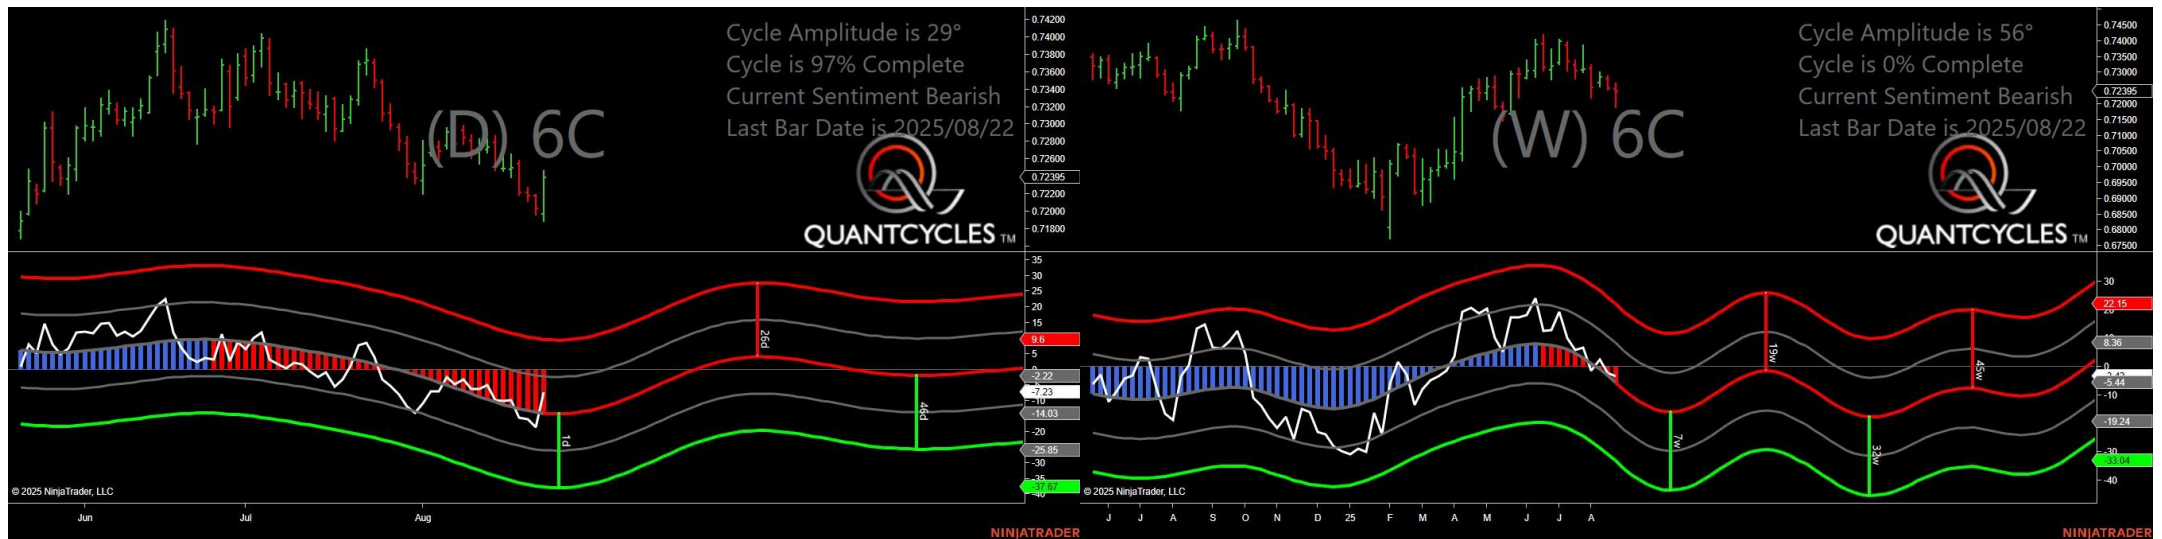 Cycle Amplitude is 29°
Cycle is 97% Complete
Current Sentiment Bearish
Last Bar Date is 2025/08/22
(D) 6C
QUANTCYCLES TM
0.74200
0.74000
0.73800
0.73600
0.73400
0.73200
0.73000
0.72600
0.72395
0.72200
0.72000
0.71800
35
30
25
20
15
9.6
5
-2.22
-7.23
-10
-14.03
-20
-25.85
-30
-35
-37.67
-40
26d
46d
1d
© 2025 NinjaTrader, LLC
Jun Jul Aug
NINJATRADER
Cycle Amplitude is 56°
Cycle is 0% Complete
Current Sentiment Bearish
Last Bar Date is 2025/08/22
(W) 6C
QUANTCYCLES TM
0.74500
0.74000
0.73500
0.73000
0.72395
0.72000
0.71500
0.71000
0.70500
0.70000
0.69500
0.69000
0.68500
0.68000
0.67500
30
22.15
20
8.36
0
-5.44
-10
-19.24
-30
-33.04
-40
19w
45w
7w
32w
© 2025 NinjaTrader, LLC
J J A S O N D 25 F M A M J J A
NINJATRADER